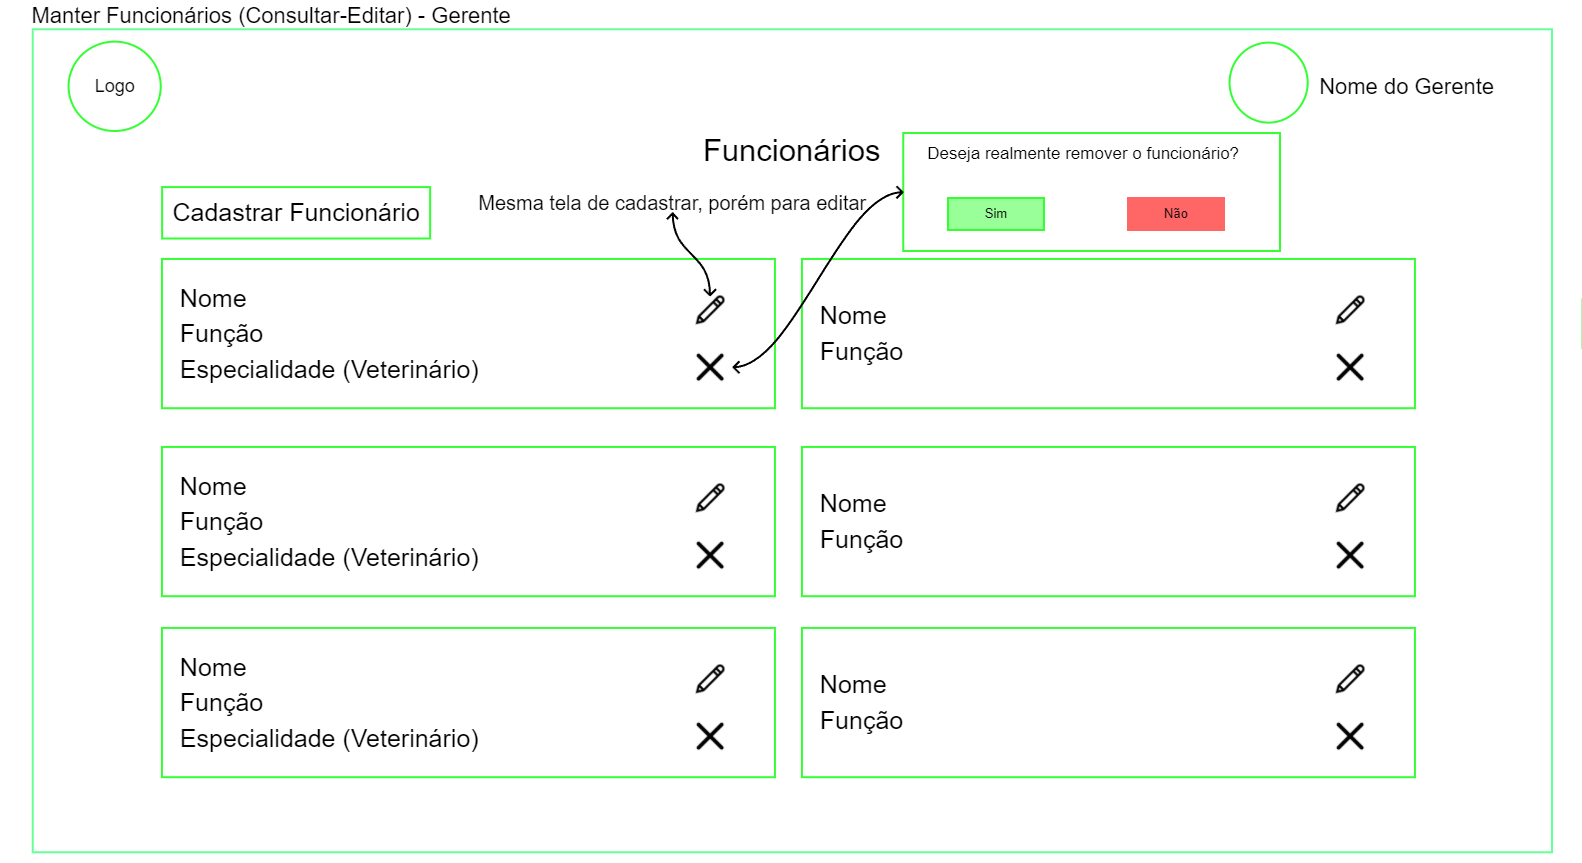 Manter Funcionários (Consultar-Editar) - Gerente
Logo
Nome do Gerente
Funcionários
Deseja realmente remover o funcionário?
Sim
Não
Mesma tela de cadastrar, porém para editar
Cadastrar Funcionário
Nome
Função
Especialidade (Veterinário)
Nome
Função
Nome
Função
Especialidade (Veterinário)
Nome
Função
Nome
Função
Especialidade (Veterinário)
Nome
Função